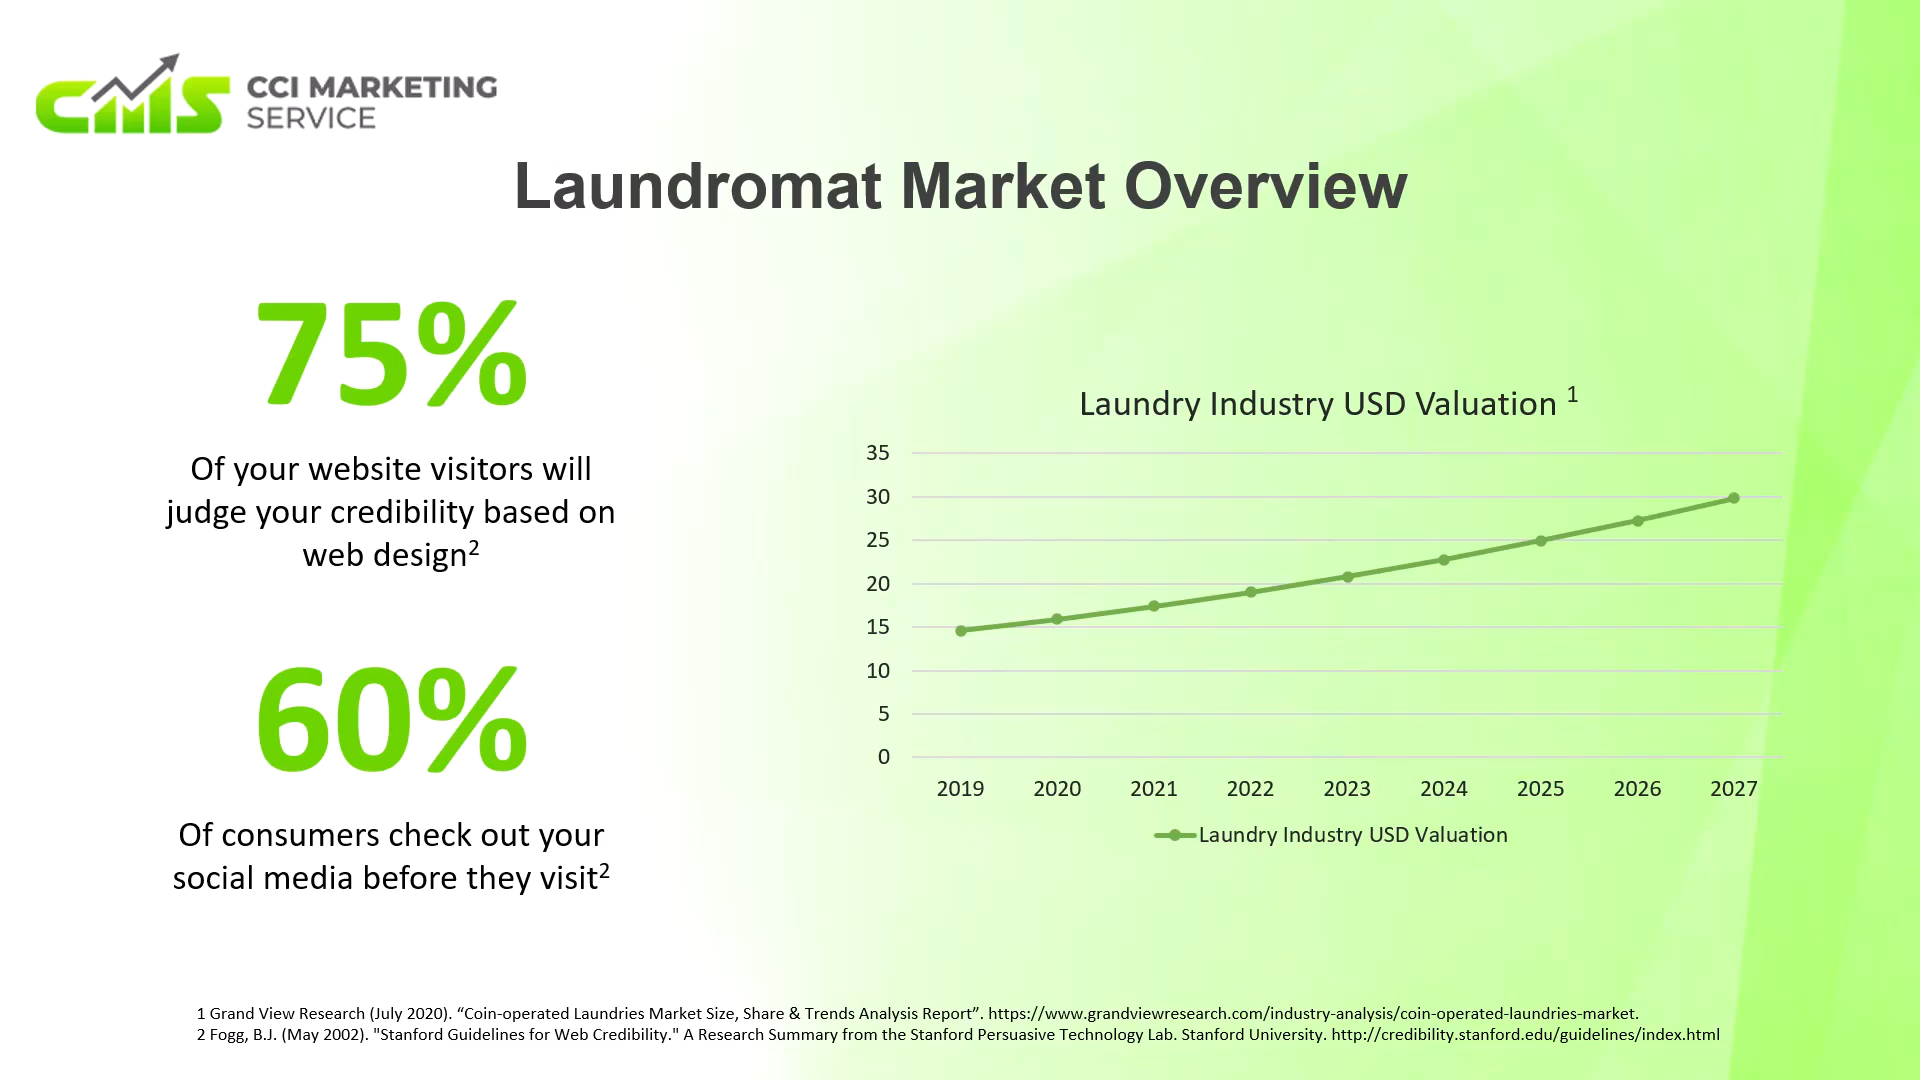 CMS CCI MARKETING
SERVICE
Laundromat Market Overview
75%
Of your website visitors will
judge your credibility based on
web design2
60%
Of consumers check out your
social media before they visit2
Laundry Industry USD Valuation 1
35
30
25
20
15
10
5
0
2019 2020 2021 2022 2023 2024 2025 2026 2027
Laundry Industry USD Valuation
1 Grand View Research (July 2020). “Coin-operated Laundries Market Size, Share & Trends Analysis Report”. https://www.grandviewresearch.com/industry-analysis/coin-operated-laundries-market.
2 Fogg, B.J. (May 2002). "Stanford Guidelines for Web Credibility." A Research Summary from the Stanford Persuasive Technology Lab. Stanford University. http://credibility.stanford.edu/guidelines/index.html